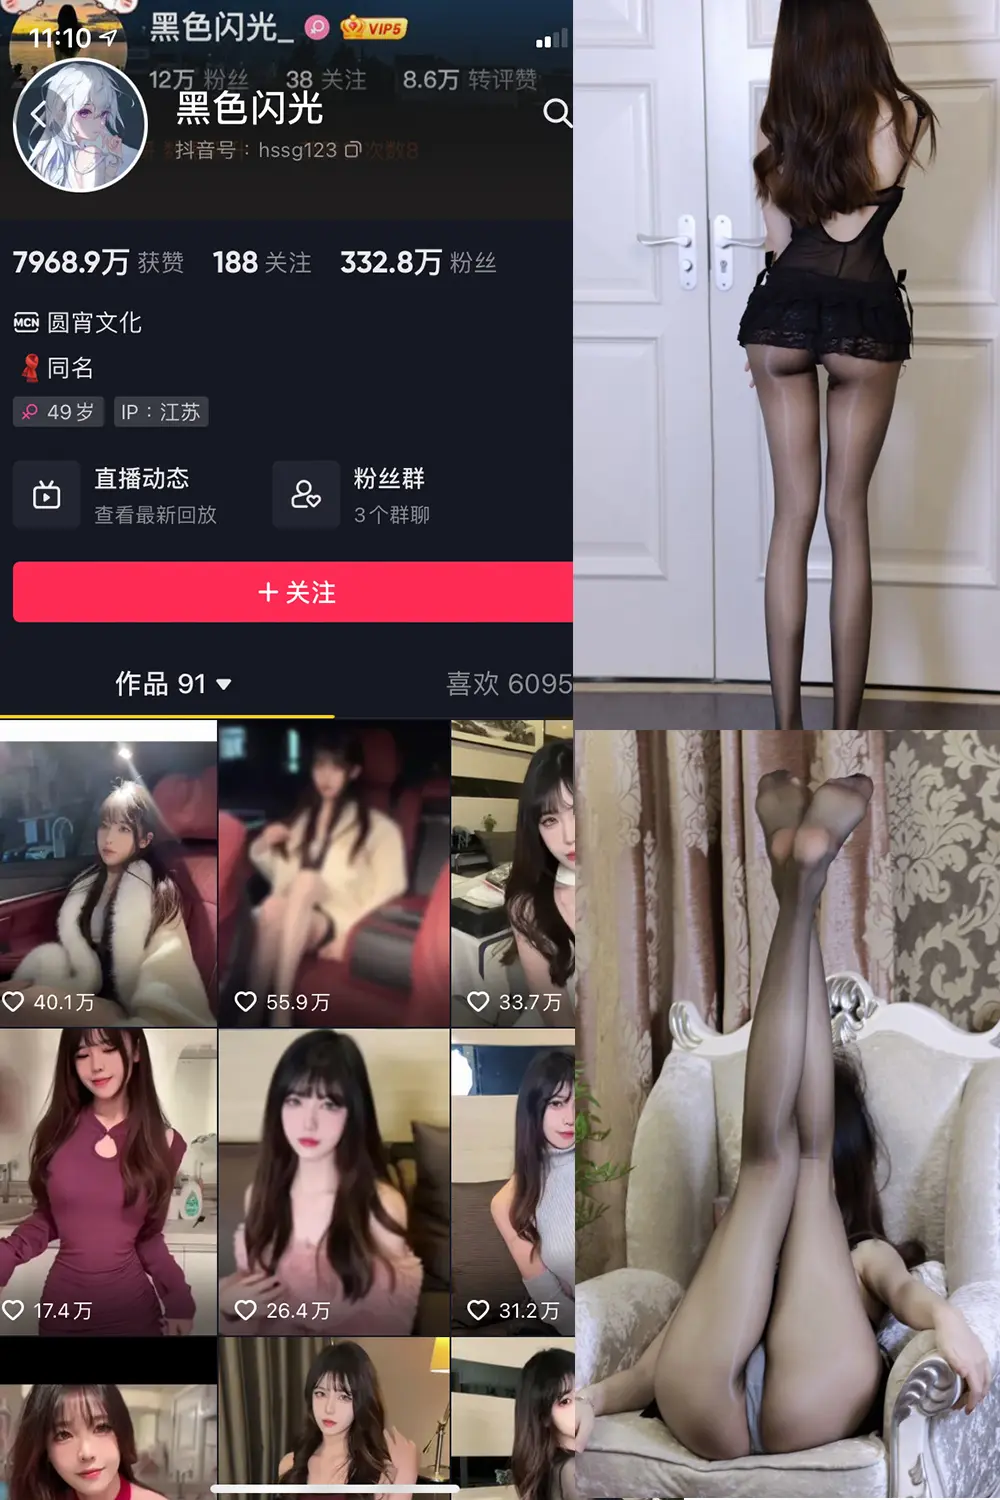 11:10
黑色闪光_ VIP5
12万 粉丝 38 关注 8.6万 转评赞
黑色闪光
抖音号：hssg123
次数8
7968.9万 获赞 188 关注 332.8万 粉丝
MCN 圆宵文化
同名
49岁 IP：江苏
直播动态 粉丝群
查看最新回放 3个群聊
+ 关注
作品 91 喜欢 6095
40.1万 55.9万 33.7万
17.4万 26.4万 31.2万